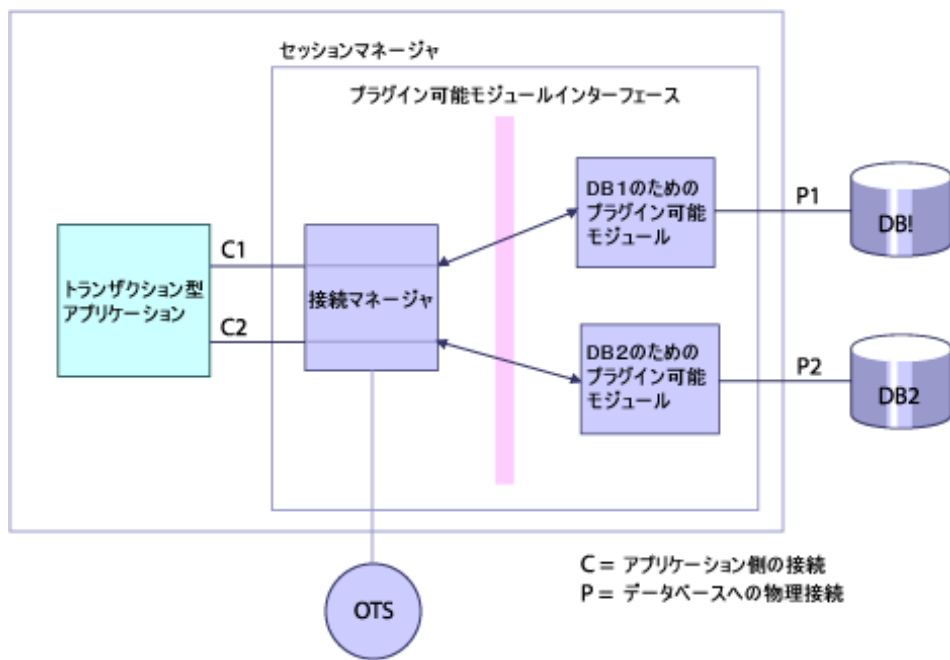 セッションマネージャ
プラグイン可能モジュールインターフェース
DB1のための
プラグイン可能
モジュール
P1
DB!
C1
トランザクション型
アプリケーション
接続マネージャ
C2
DB2のための
プラグイン可能
モジュール
P2
DB2
C = アプリケーション側の接続
P = データベースへの物理接続
OTS